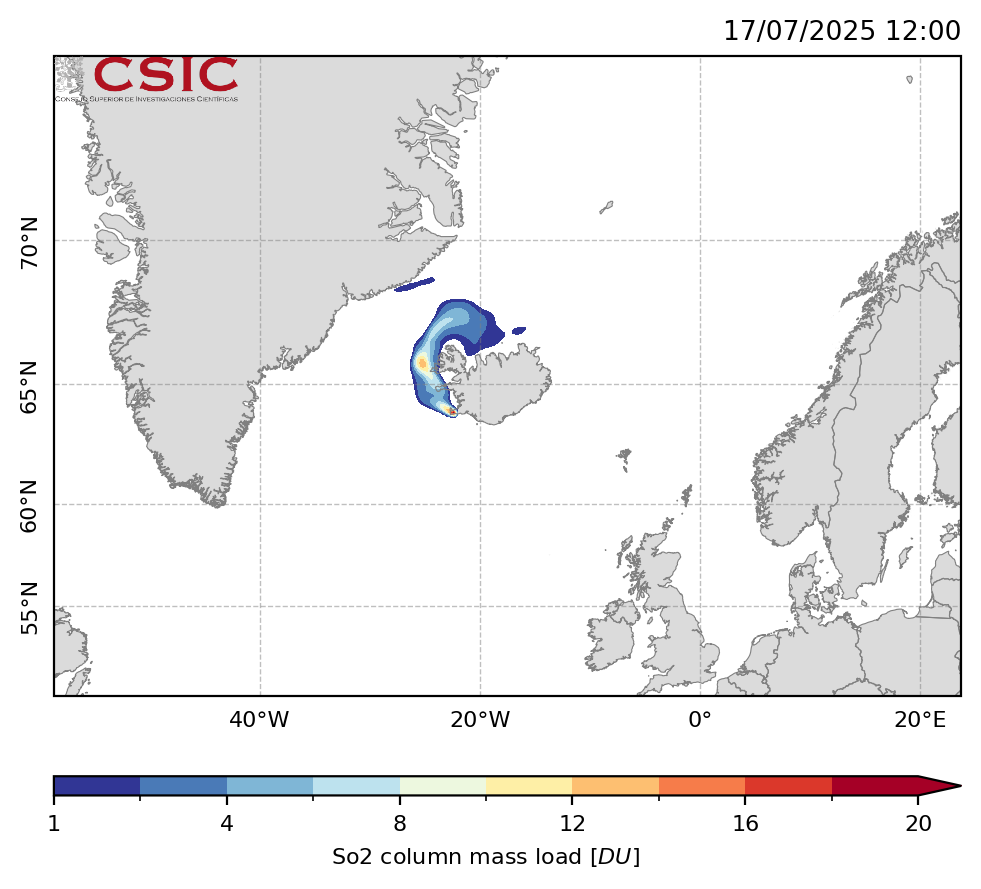 17/07/2025 12:00
CSIC
CONSEJO SUPERIOR DE INVESTIGACIONES CIENTÍFICAS
70°N
65°N
60°N
55°N
40°W 20°W 0° 20°E
1 4 8 12 16 20
So2 column mass load [DU]